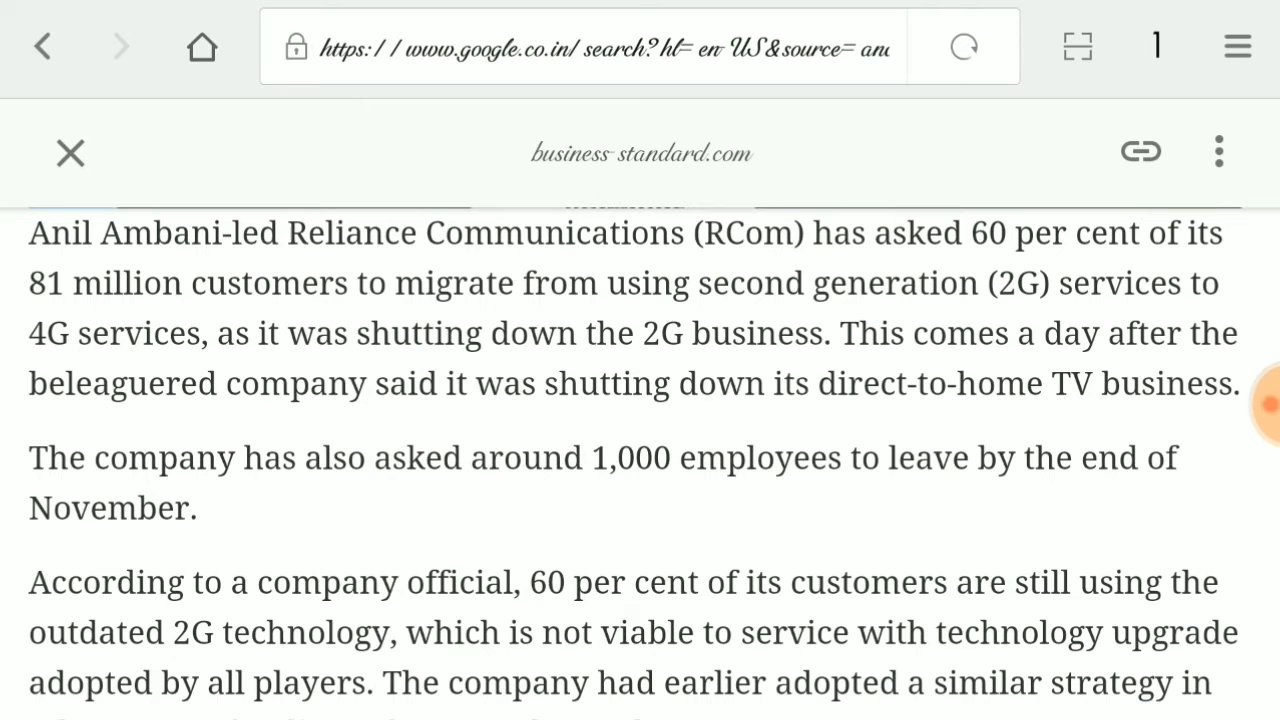 https://www.google.co.in/search?hl=en-US&source=and
1
business-standard.com
Anil Ambani-led Reliance Communications (RCom) has asked 60 per cent of its
81 million customers to migrate from using second generation (2G) services to
4G services, as it was shutting down the 2G business. This comes a day after the
beleaguered company said it was shutting down its direct-to-home TV business.
The company has also asked around 1,000 employees to leave by the end of
November.
According to a company official, 60 per cent of its customers are still using the
outdated 2G technology, which is not viable to service with technology upgrade
adopted by all players. The company had earlier adopted a similar strategy in